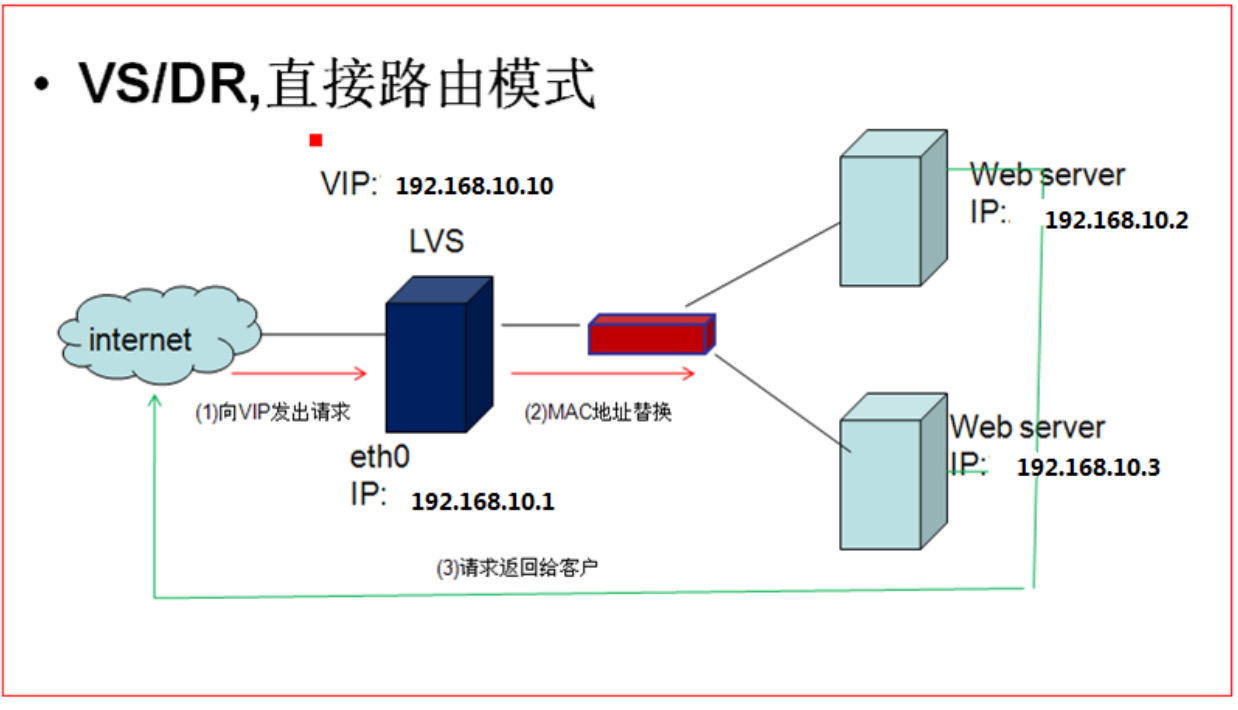 • VS/DR,直接路由模式
VIP: 192.168.10.10
LVS
Web server
IP: 192.168.10.2
internet
(1)向VIP发出请求
(2)MAC地址替换
eth0
IP: 192.168.10.1
Web server
IP: 192.168.10.3
(3)请求返回给客户